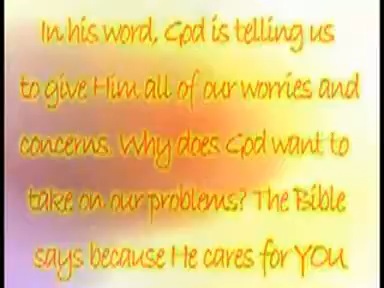 In his word, God is telling us
to give Him all of our worries and
concerns. Why does God want to
take on our problems? The Bible
says because He cares for YOU